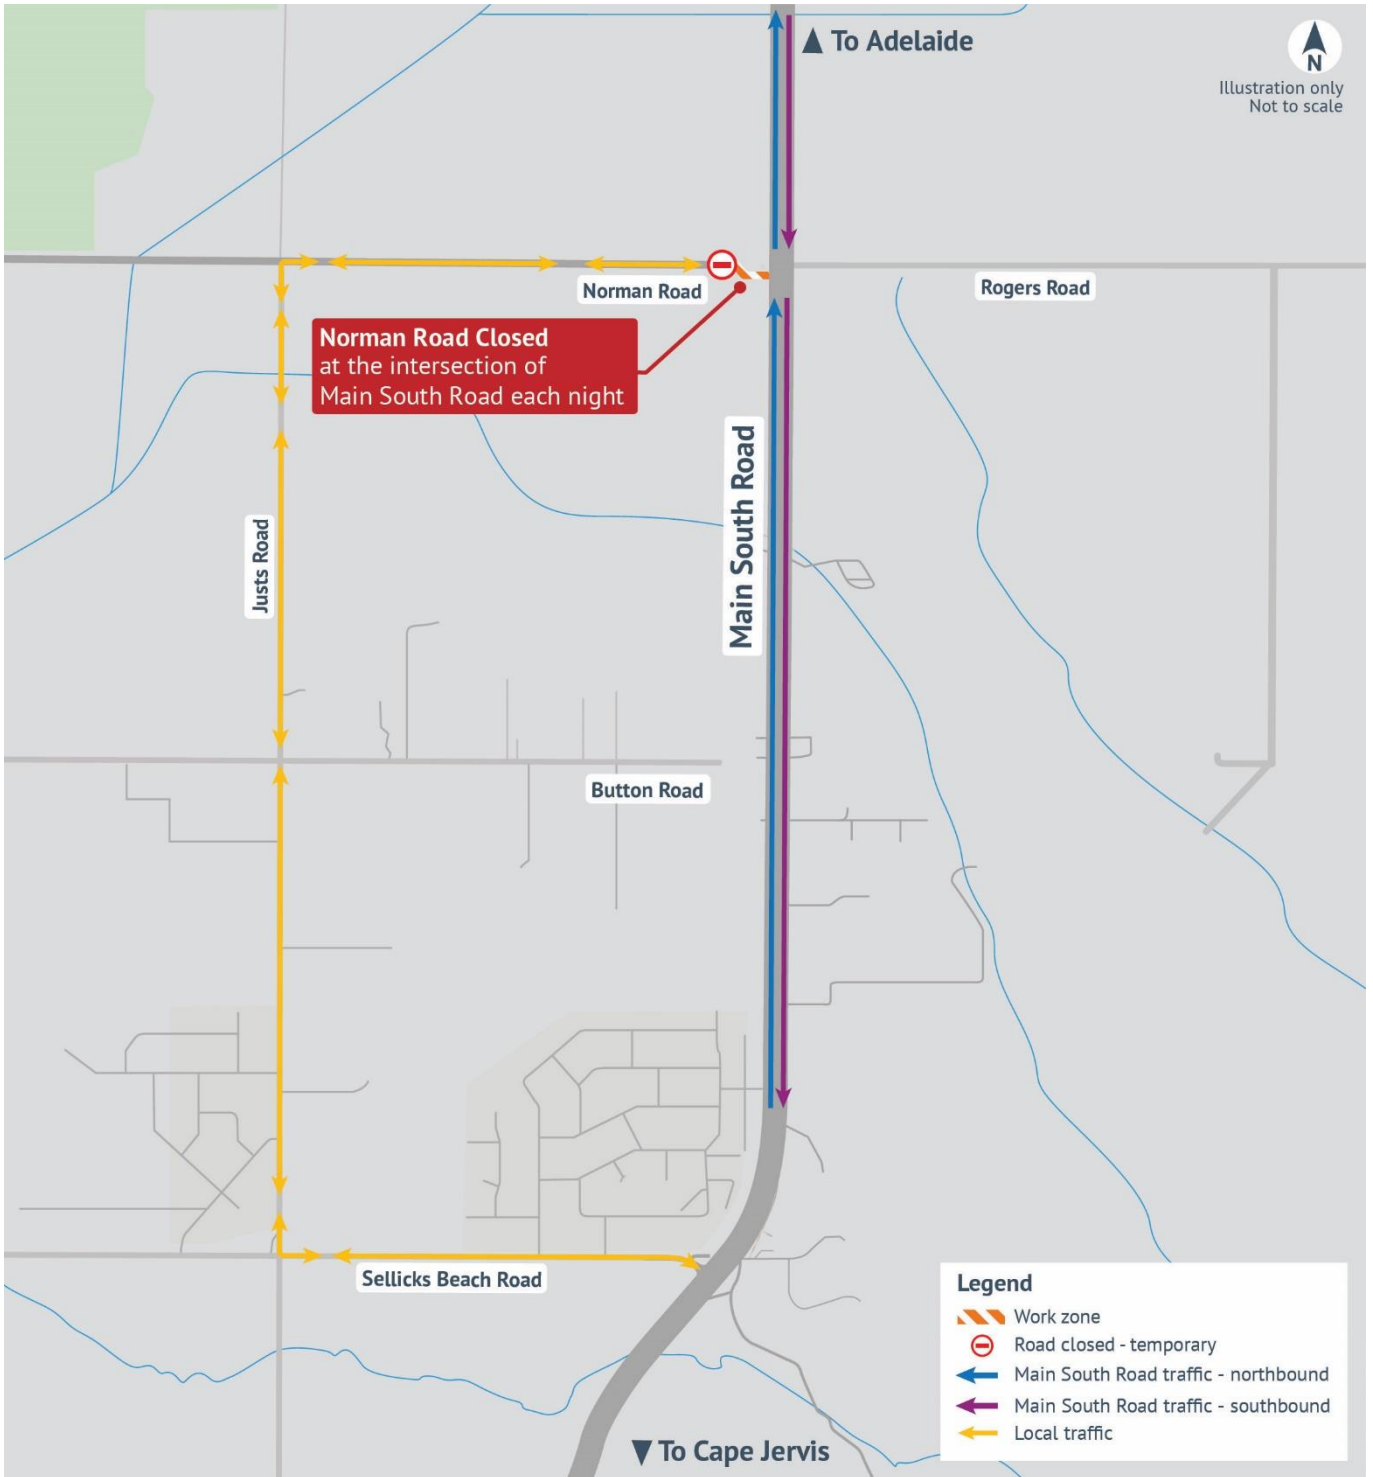 To Adelaide
N
Illustration only
Not to scale
Norman Road
Rogers Road
Norman Road Closed
at the intersection of
Main South Road each night
Main South Road
Justs Road
Button Road
Sellicks Beach Road
Legend
Work zone
Road closed - temporary
Main South Road traffic - northbound
Main South Road traffic - southbound
Local traffic
To Cape Jervis